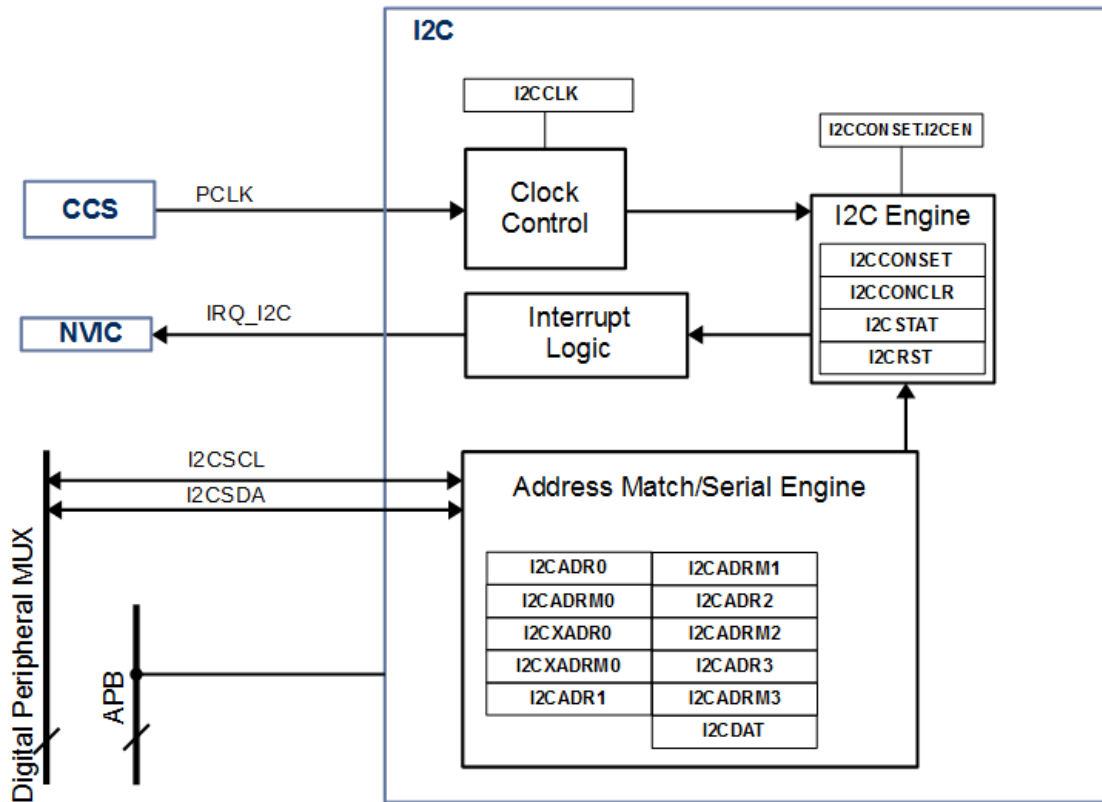 I2C
I2CCLK
I2CCONSET.I2CEN
CCS
PCLK
Clock
Control
I2C Engine
I2CCONSET
I2CCONCLR
I2CSTAT
I2CRST
NVIC
IRQ_I2C
Interrupt
Logic
I2CSCL
I2CSDA
Address Match/Serial Engine
I2CADR0
I2CADRM1
I2CADRM0
I2CADR2
I2CXADR0
I2CADRM2
I2CXADRM0
I2CADR3
I2CADR1
I2CADRM3
I2CDAT
Digital Peripheral MUX
APB